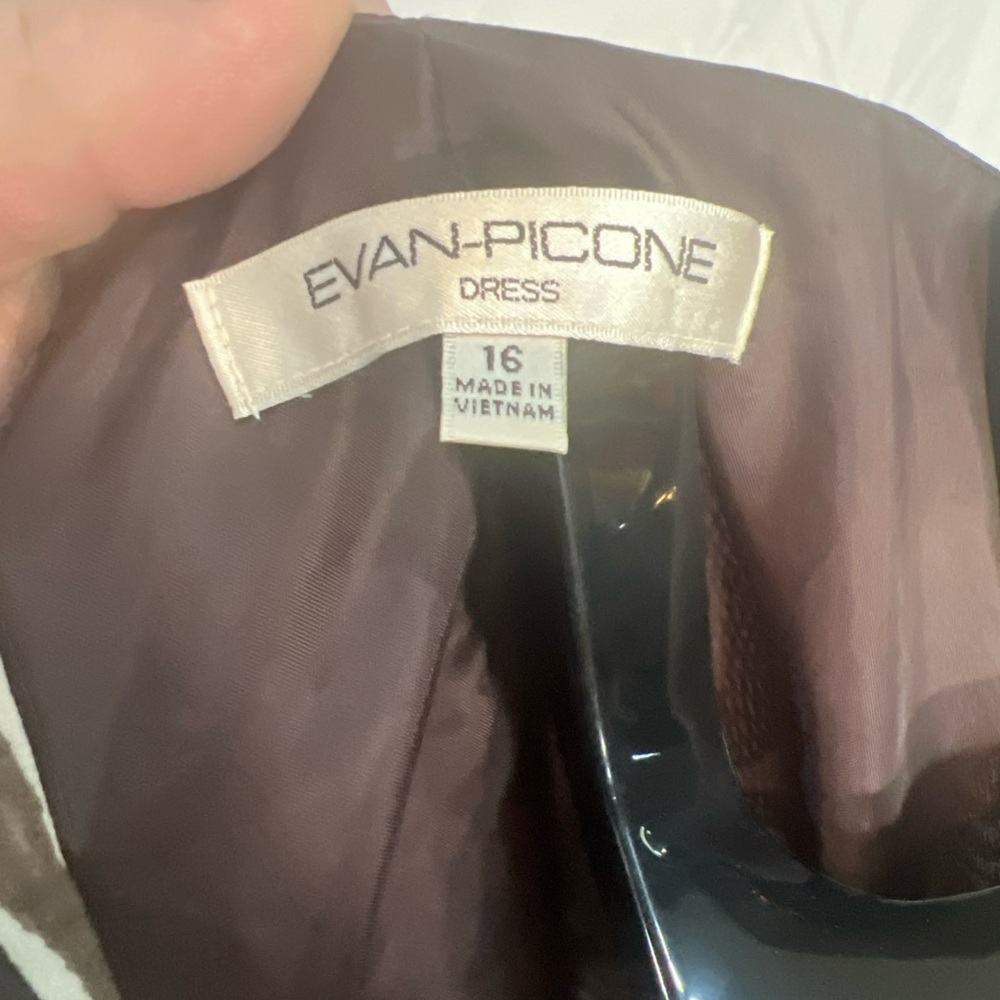 EVAN-PICONE
DRESS
16
MADE IN
VIETNAM